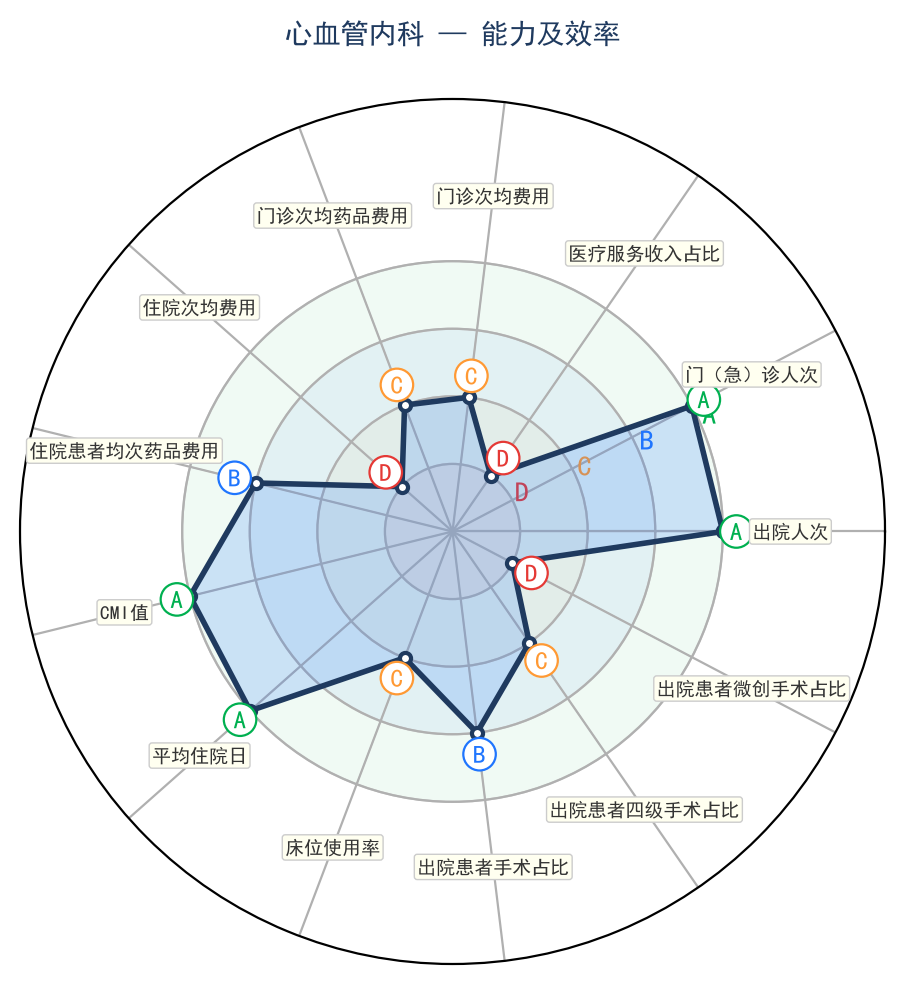 心血管内科 — 能力及效率
门诊次均费用
门诊次均药品费用
医疗服务收入占比
住院次均费用
门（急）诊人次
C
C
A
A
B
住院患者均次药品费用
D
C
D
B
D
A
出院人次
D
A
CMI值
C
C
出院患者微创手术占比
A
B
平均住院日
出院患者四级手术占比
床位使用率
出院患者手术占比